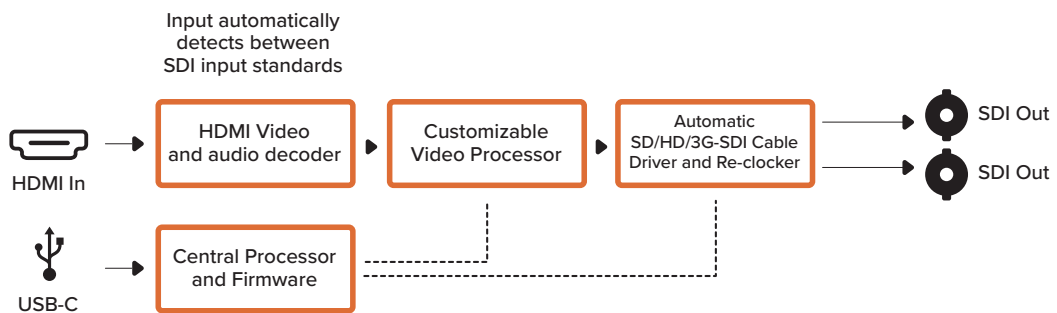 Input automatically
detects between
SDI input standards
HDMI In
HDMI Video
and audio decoder
Customizable
Video Processor
Automatic
SD/HD/3G-SDI Cable
Driver and Re-clocker
SDI Out
SDI Out
USB-C
Central Processor
and Firmware